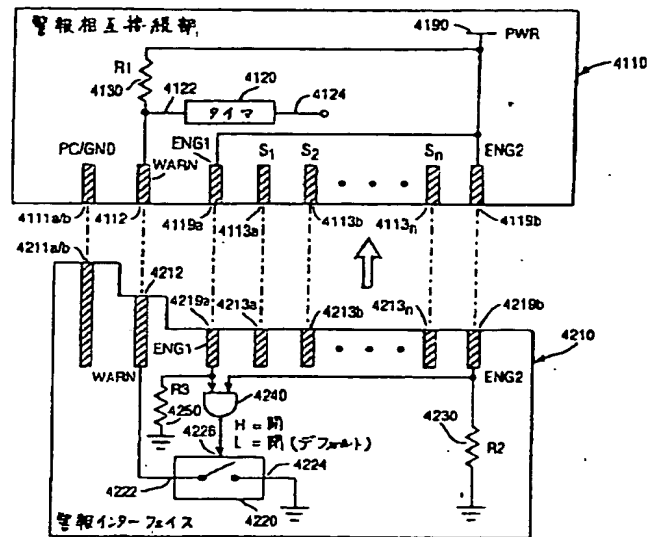 警報相互接続部
4190
PWR
4110
R1
4130
4122
4120
4124
タイマ
PC/GND
WARN
ENG1
S1
S2
Sn
ENG2
4111a/b
4112
4119a
4113a
4113b
4113n
4119b
4211a/b
4212
4219a
4213a
4213b
4213n
4219b
4210
ENG1
ENG2
WARN
R3
4250
4240
H = 開
L = 閉 (デフォルト)
4226
4230
R2
4222
4224
4220
警報インターフェイス